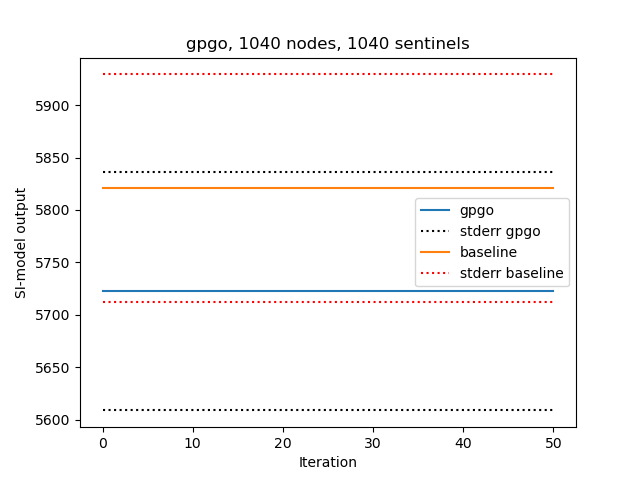 gpgo, 1040 nodes, 1040 sentinels
SI-model output
5900
5850
5800
5750
5700
5650
5600
gpgo
stderr gpgo
baseline
stderr baseline
0 10 20 30 40 50
Iteration